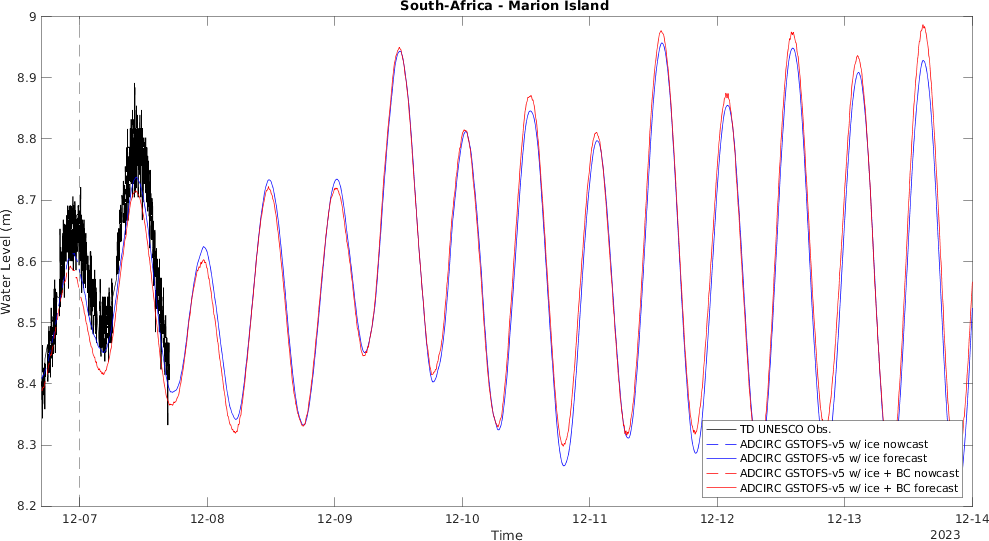 South-Africa - Marion Island
9
8.9
8.8
8.7
8.6
8.5
8.4
8.3
8.2
Water Level (m)
TD UNESCO Obs.
ADCIRC GSTOFS-v5 w/ ice nowcast
ADCIRC GSTOFS-v5 w/ ice forecast
ADCIRC GSTOFS-v5 w/ ice + BC nowcast
ADCIRC GSTOFS-v5 w/ ice + BC forecast
12-07 12-08 12-09 12-10 12-11 12-12 12-13 12-14
Time
2023